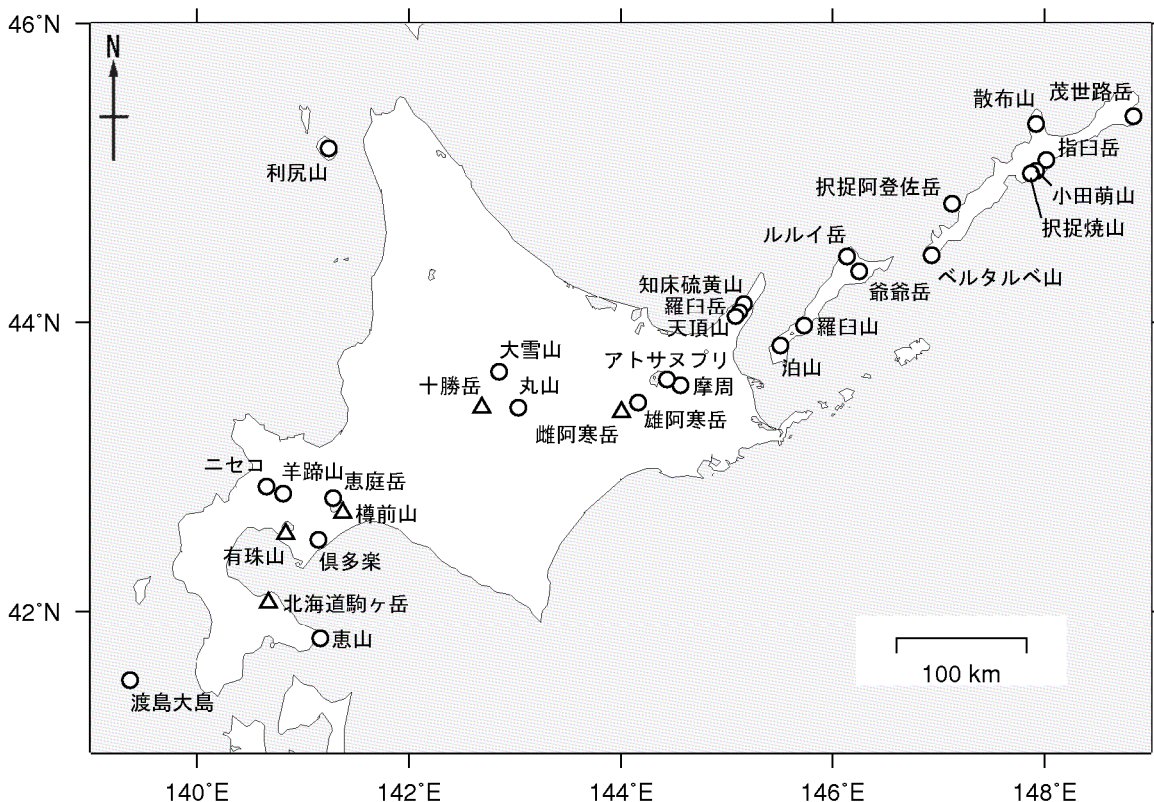 46°N
N
散布山
茂世路岳
指臼岳
利尻山
択捉阿登佐岳
小田萌山
択捉焼山
ルルイ岳
知床硫黄山
爺爺岳
ベルタルベ山
羅臼岳
44°N
天頂山
羅臼山
大雪山
アトサヌプリ
泊山
十勝岳
丸山
摩周
雄阿寒岳
雌阿寒岳
ニセコ
羊蹄山
恵庭岳
樽前山
有珠山
倶多楽
42°N
北海道駒ヶ岳
恵山
100 km
渡島大島
140°E
142°E
144°E
146°E
148°E